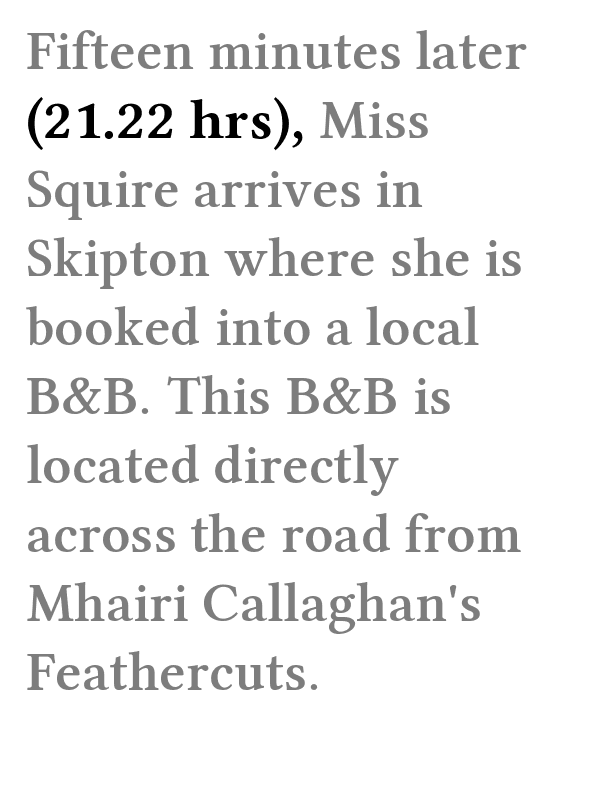 Fifteen minutes later
(21.22 hrs), Miss
Squire arrives in
Skipton where she is
booked into a local
B&B. This B&B is
located directly
across the road from
Mhairi Callaghan's
Feathercuts.